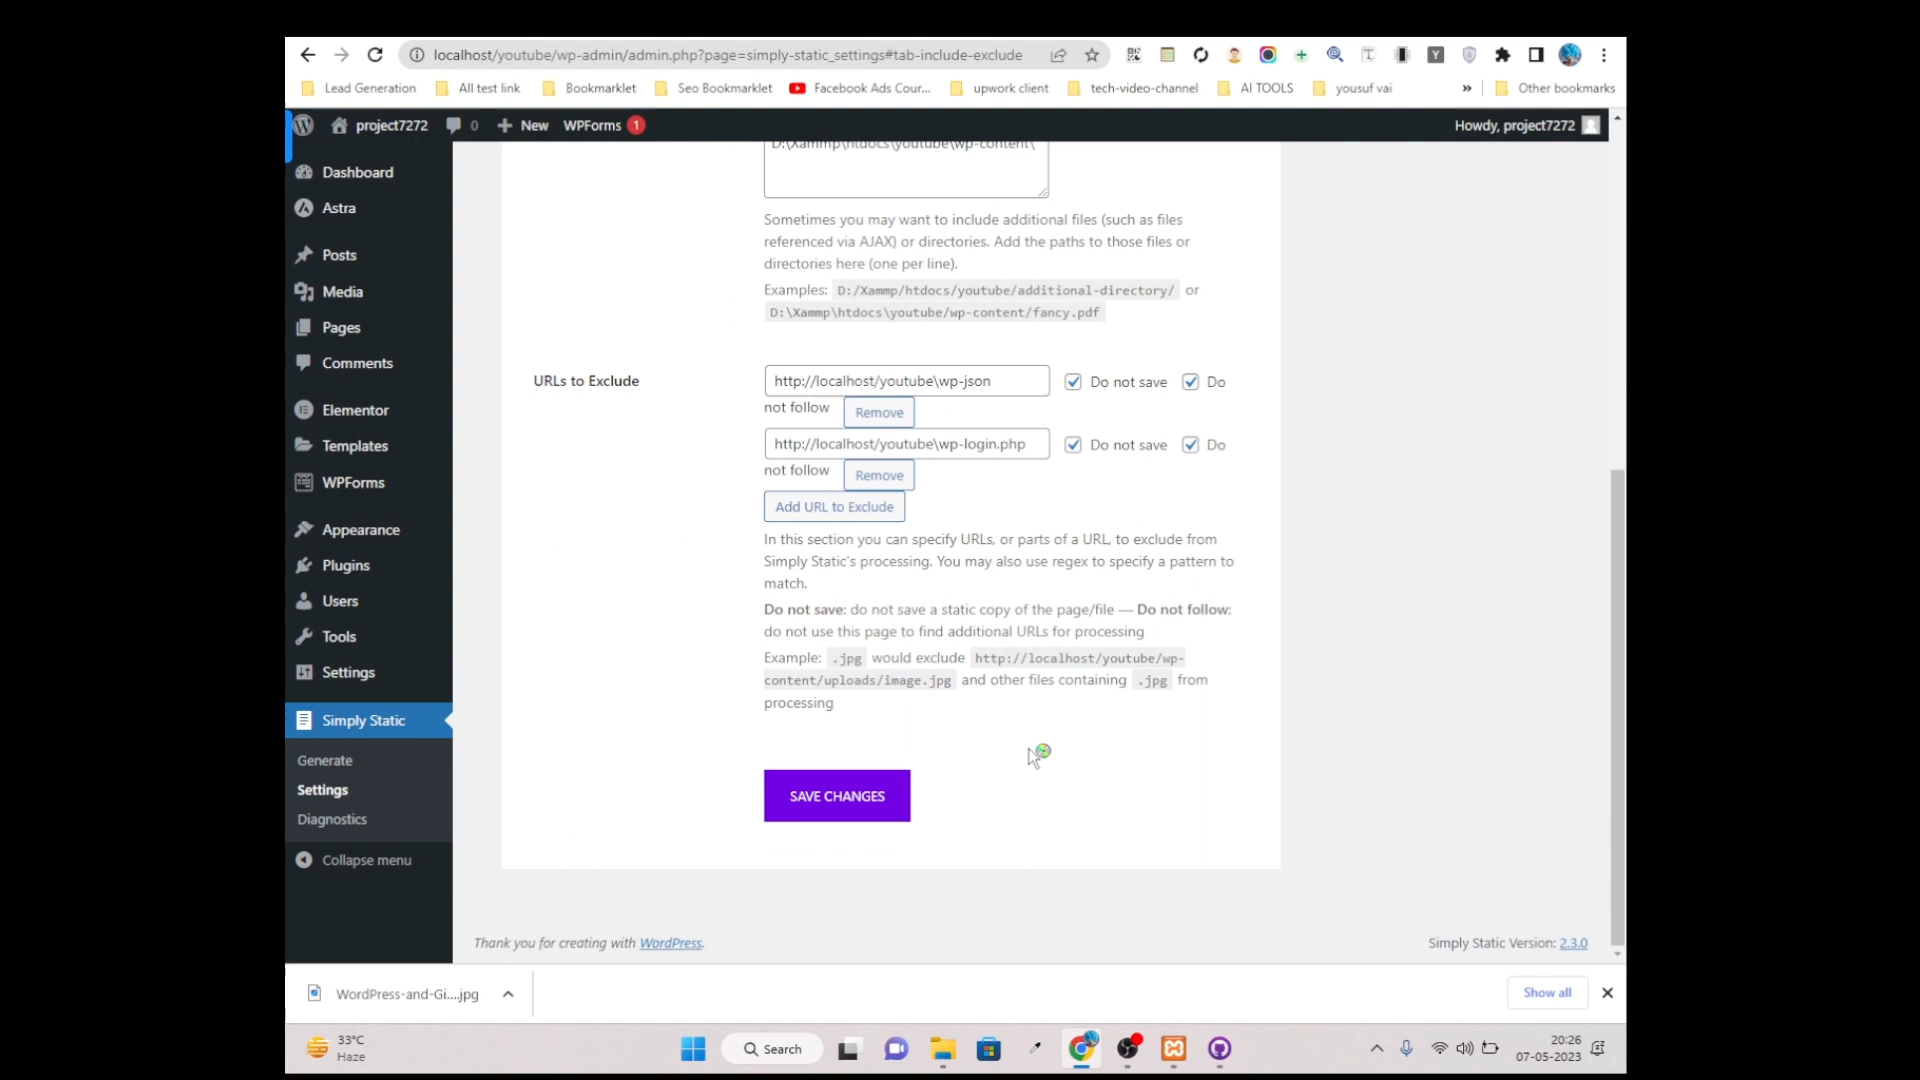 localhost/youtube/wp-admin/admin.php?page=simply-static_settings#tab-include-exclude
Lead Generation All test link Bookmarklet Seo Bookmarklet Facebook Ads Cour... upwork client tech-video-channel AI TOOLS yousuf vai » Other bookmarks
project7272 0 New WPForms 1 Howdy, project7272
D:\Xammp\htdocs\youtube\wp-content\
Dashboard
Astra
Posts
Media
Pages
Comments
Elementor
Templates
WPForms
Appearance
Plugins
Users
Tools
Settings
Simply Static
Generate
Settings
Diagnostics
Collapse menu
Sometimes you may want to include additional files (such as files
referenced via AJAX) or directories. Add the paths to those files or
directories here (one per line).
Examples: D:/Xammp/htdocs/youtube/additional-directory/ or
D:\Xammp\htdocs\youtube/wp-content/fancy.pdf
URLs to Exclude
http://localhost/youtube\wp-json Do not save Do
not follow Remove
http://localhost/youtube\wp-login.php Do not save Do
not follow Remove
Add URL to Exclude
In this section you can specify URLs, or parts of a URL, to exclude from
Simply Static's processing. You may also use regex to specify a pattern to
match.
Do not save: do not save a static copy of the page/file — Do not follow:
do not use this page to find additional URLs for processing
Example: .jpg would exclude http://localhost/youtube/wp-
content/uploads/image.jpg and other files containing .jpg from
processing
SAVE CHANGES
Thank you for creating with WordPress. Simply Static Version: 2.3.0
WordPress-and-Gi....jpg Show all
33°C
Haze
Search
20:26
07-05-2023